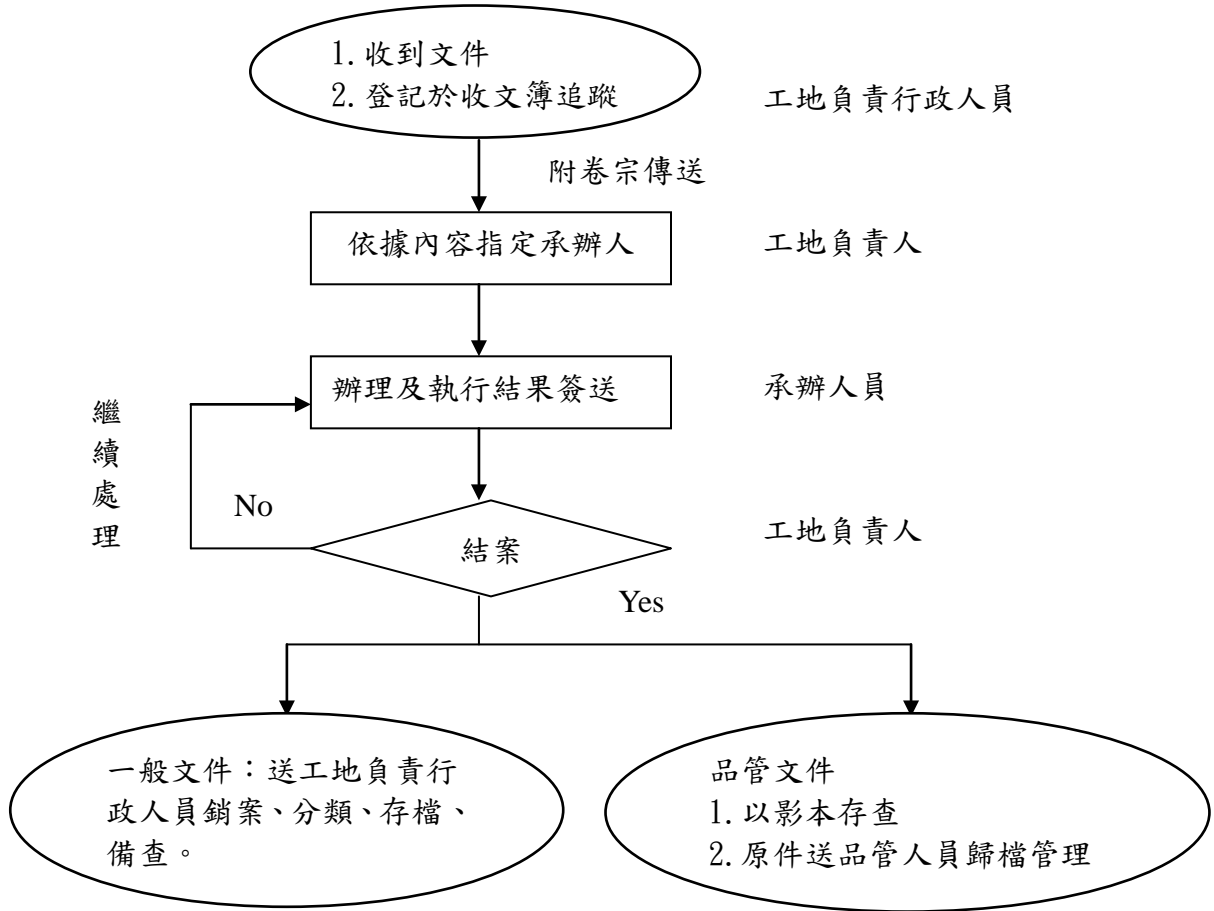 1.收到文件
2.登記於收文簿追蹤
工地負責行政人員
附卷宗傳送
依據內容指定承辦人
工地負責人
辦理及執行結果簽送
承辦人員
繼續處理
No
結案
工地負責人
Yes
一般文件：送工地負責行
政人員銷案、分類、存檔、
備查。
品管文件
1.以影本存查
2.原件送品管人員歸檔管理